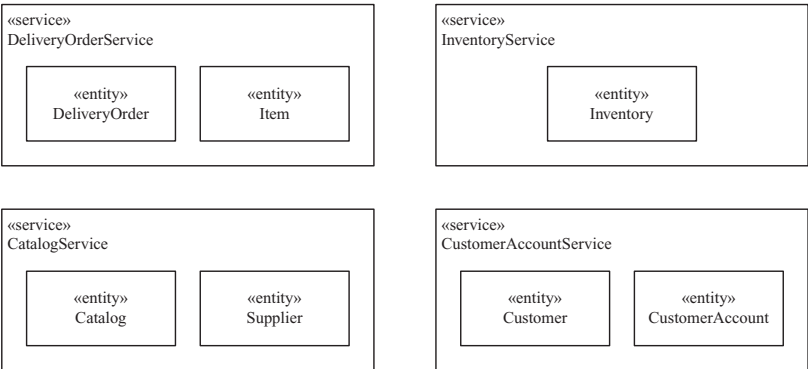 «service»
DeliveryOrderService
«entity»
DeliveryOrder
«entity»
Item
«service»
InventoryService
«entity»
Inventory
«service»
CatalogService
«entity»
Catalog
«entity»
Supplier
«service»
CustomerAccountService
«entity»
Customer
«entity»
CustomerAccount